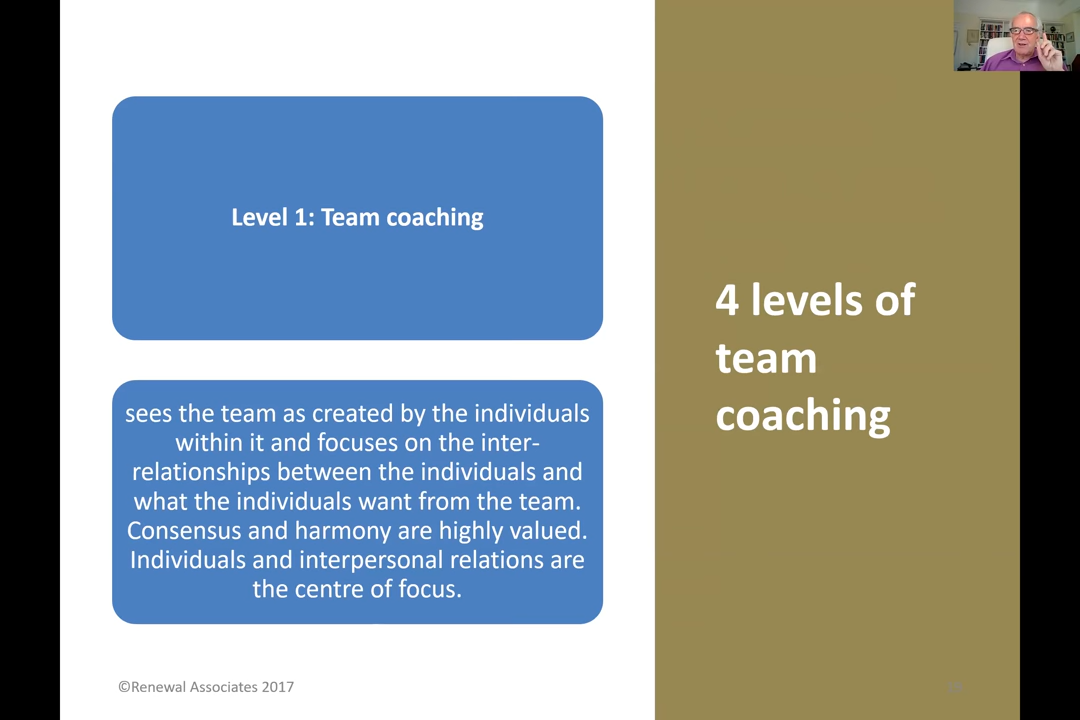 Level 1: Team coaching
sees the team as created by the individuals
within it and focuses on the inter-
relationships between the individuals and
what the individuals want from the team.
Consensus and harmony are highly valued.
Individuals and interpersonal relations are
the centre of focus.
4 levels of
team
coaching
©Renewal Associates 2017